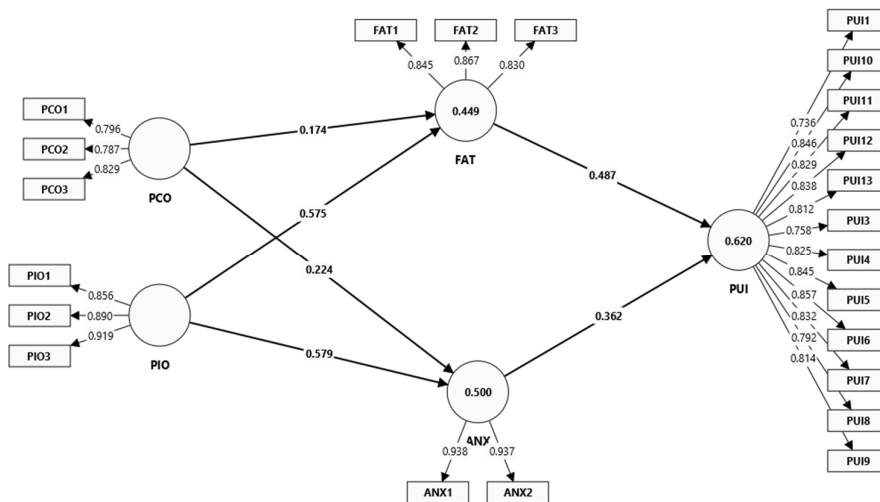 FAT1
FAT2
FAT3
0.845
0.867
0.830
0.449
FAT
PCO1
PCO2
PCO3
0.796
0.787
0.829
PCO
0.174
0.575
0.224
0.579
PIO1
PIO2
PIO3
0.856
0.890
0.919
PIO
0.487
0.362
0.500
ANX
0.938
0.937
ANX1
ANX2
0.620
PUI
0.736
0.846
0.829
0.838
0.812
0.758
0.825
0.845
0.857
0.832
0.792
0.814
PUI1
PUI10
PUI11
PUI12
PUI13
PUI3
PUI4
PUI5
PUI6
PUI7
PUI8
PUI9